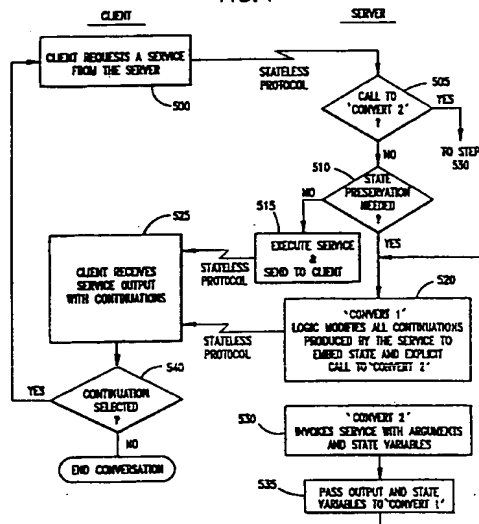 CLIENT
SERVER
CLIENT REQUESTS A SERVICE
FROM THE SERVER
500
STATELESS
PROTOCOL
505
CALL TO
'CONVERT 2'
?
YES
TO STEP
530
NO
510
STATE
PRESERVATION
NEEDED
?
NO
YES
515
EXECUTE SERVICE
&
SEND TO CLIENT
STATELESS
PROTOCOL
525
CLIENT RECEIVES
SERVICE OUTPUT
WITH CONTINUATIONS
520
'CONVERT 1'
LOGIC MODIFIES ALL CONTINUATIONS
PRODUCED BY THE SERVICE TO
EMBED STATE AND EXPLICIT
CALL TO 'CONVERT 2'
STATELESS
PROTOCOL
540
CONTINUATION
SELECTED
?
YES
NO
END CONVERSATION
530
'CONVERT 2'
INVOKES SERVICE WITH ARGUMENTS
AND STATE VARIABLES
535
PASS OUTPUT AND STATE
VARIABLES TO 'CONVERT 1'